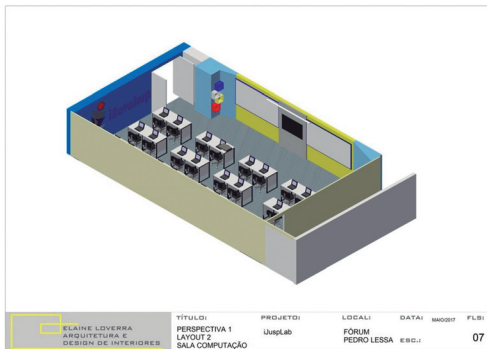 iJusplab
ELAINE LOVERRA
ARQUITETURA E
DESIGN DE INTERIORES
TÍTULO:
PERSPECTIVA 1
LAYOUT 2
SALA COMPUTAÇÃO
PROJETO:
iJuspLab
LOCAL:
FÓRUM
PEDRO LESSA
DATA: MAIO/2017
ESC.:
FLS:
07